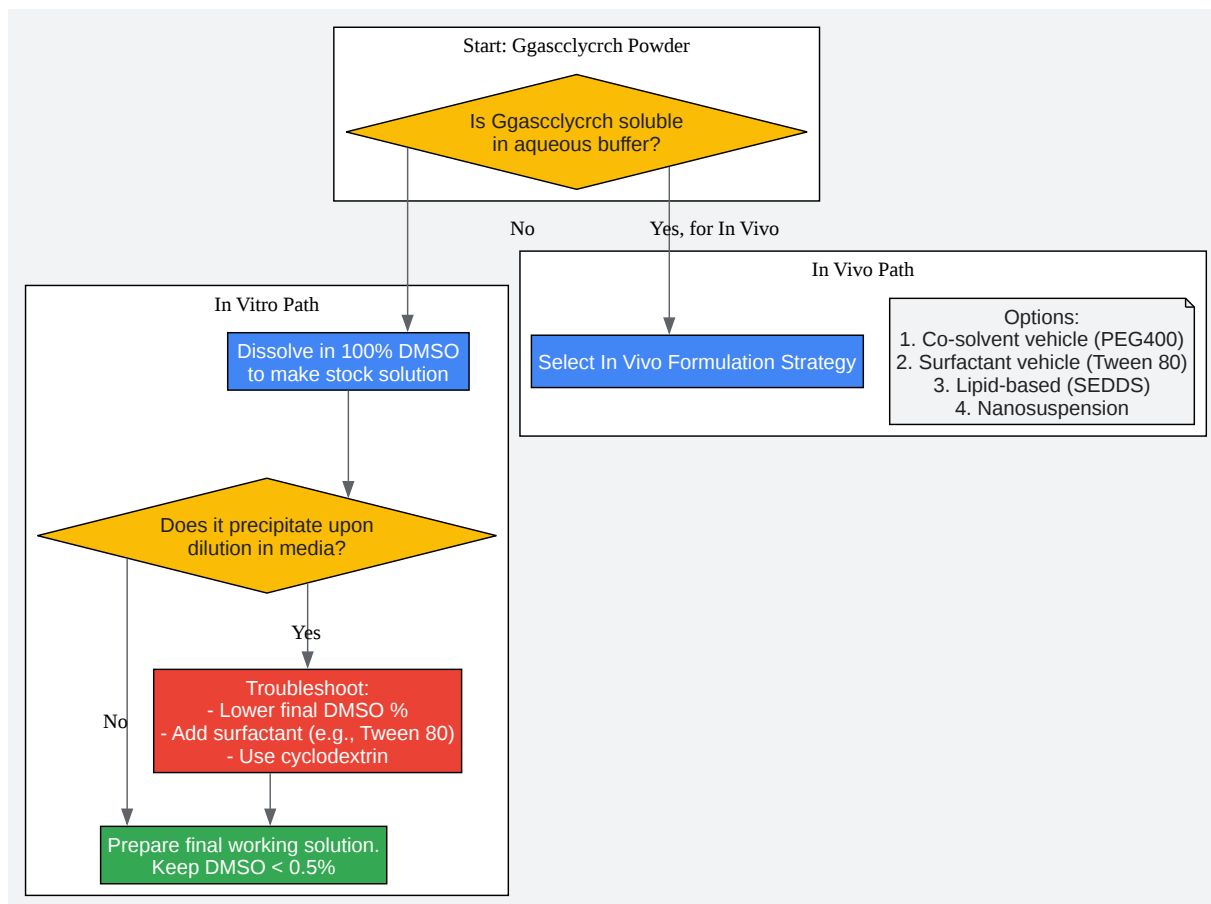 Start: Ggascclycrch Powder
Is Ggascclycrch soluble
in aqueous buffer?
No
Yes, for In Vivo
In Vivo Path
Select In Vivo Formulation Strategy
Options:
1. Co-solvent vehicle (PEG400)
2. Surfactant vehicle (Tween 80)
3. Lipid-based (SEDDS)
4. Nanosuspension
In Vitro Path
Dissolve in 100% DMSO
to make stock solution
Does it precipitate upon
dilution in media?
Yes
Troubleshoot:
- Lower final DMSO %
- Add surfactant (e.g., Tween 80)
- Use cyclodextrin
No
Prepare final working solution.
Keep DMSO < 0.5%